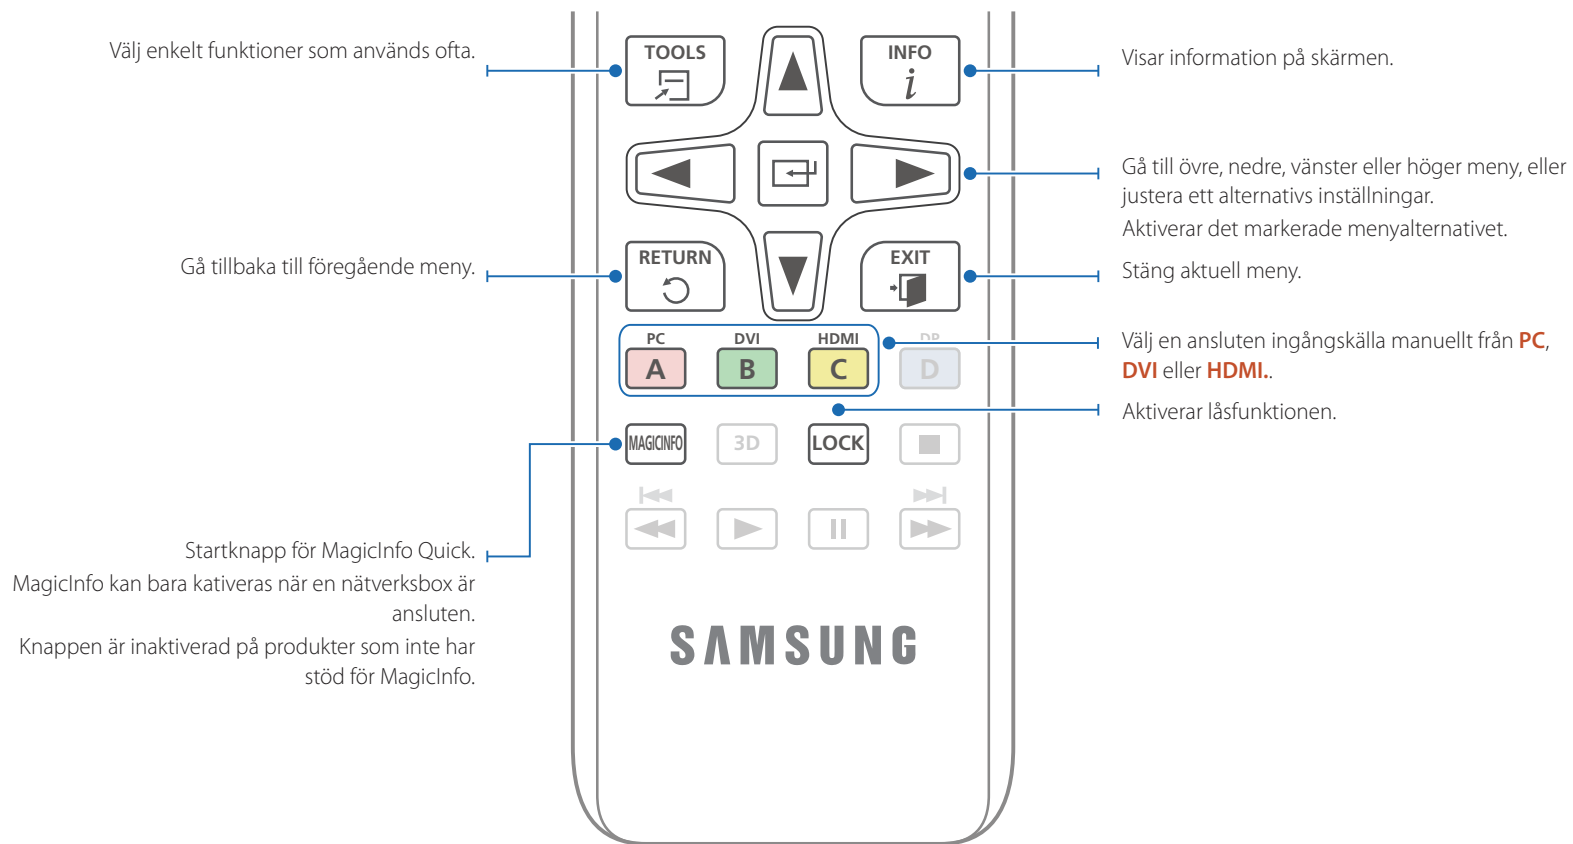 Välj enkelt funktioner som används ofta.
TOOLS
INFO
i
Visar information på skärmen.
Gå till övre, nedre, vänster eller höger meny, eller
justera ett alternativs inställningar.
Aktiverar det markerade menyalternativet.
Gå tillbaka till föregående meny.
RETURN
EXIT
Stäng aktuell meny.
PC
DVI
HDMI
DP
A
B
C
D
Välj en ansluten ingångskälla manuellt från PC,
DVI eller HDMI..
Aktiverar låsfunktionen.
MAGICINFO
3D
LOCK
Startknapp för MagicInfo Quick.
MagicInfo kan bara kativeras när en nätverksbox är
ansluten.
Knappen är inaktiverad på produkter som inte har
stöd för MagicInfo.
SAMSUNG